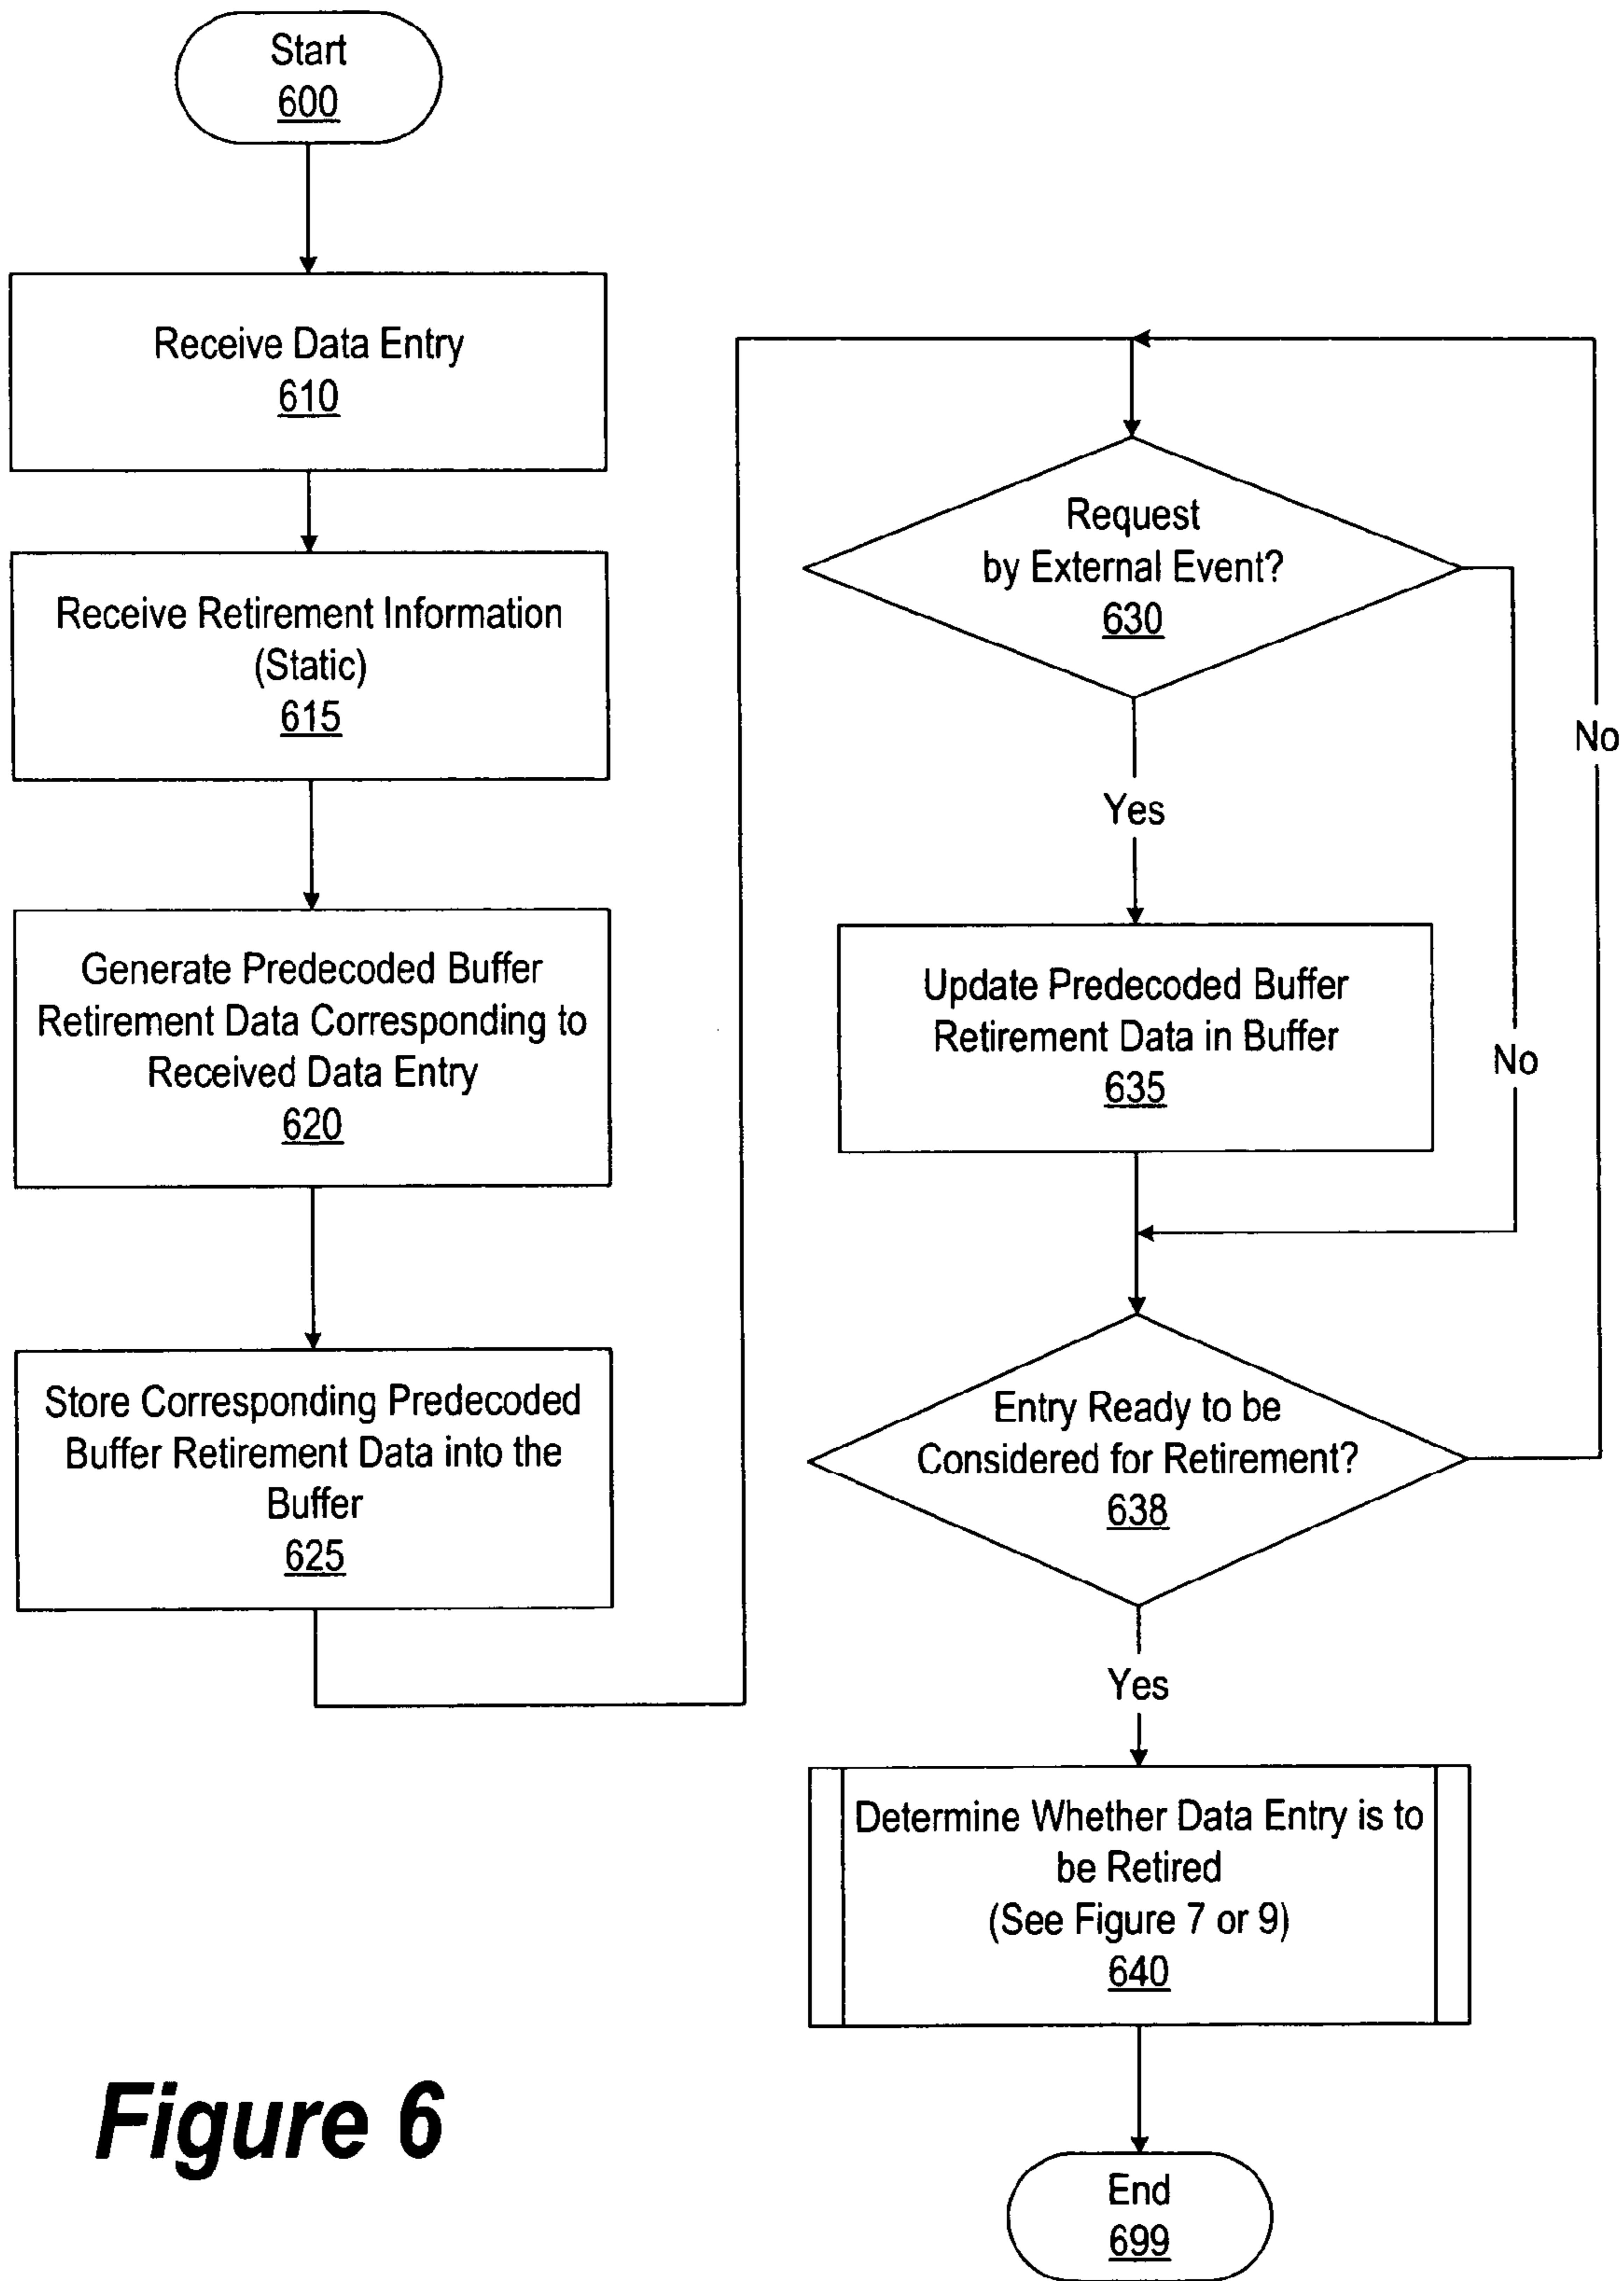 Start
600
Receive Data Entry
610
Receive Retirement Information
(Static)
615
Generate Predecoded Buffer
Retirement Data Corresponding to
Received Data Entry
620
Store Corresponding Predecoded
Buffer Retirement Data into the
Buffer
625
Request
by External Event?
630
No
Yes
Update Predecoded Buffer
Retirement Data in Buffer
635
No
Entry Ready to be
Considered for Retirement?
638
Yes
Determine Whether Data Entry is to
be Retired
(See Figure 7 or 9)
640
End
699
Figure 6